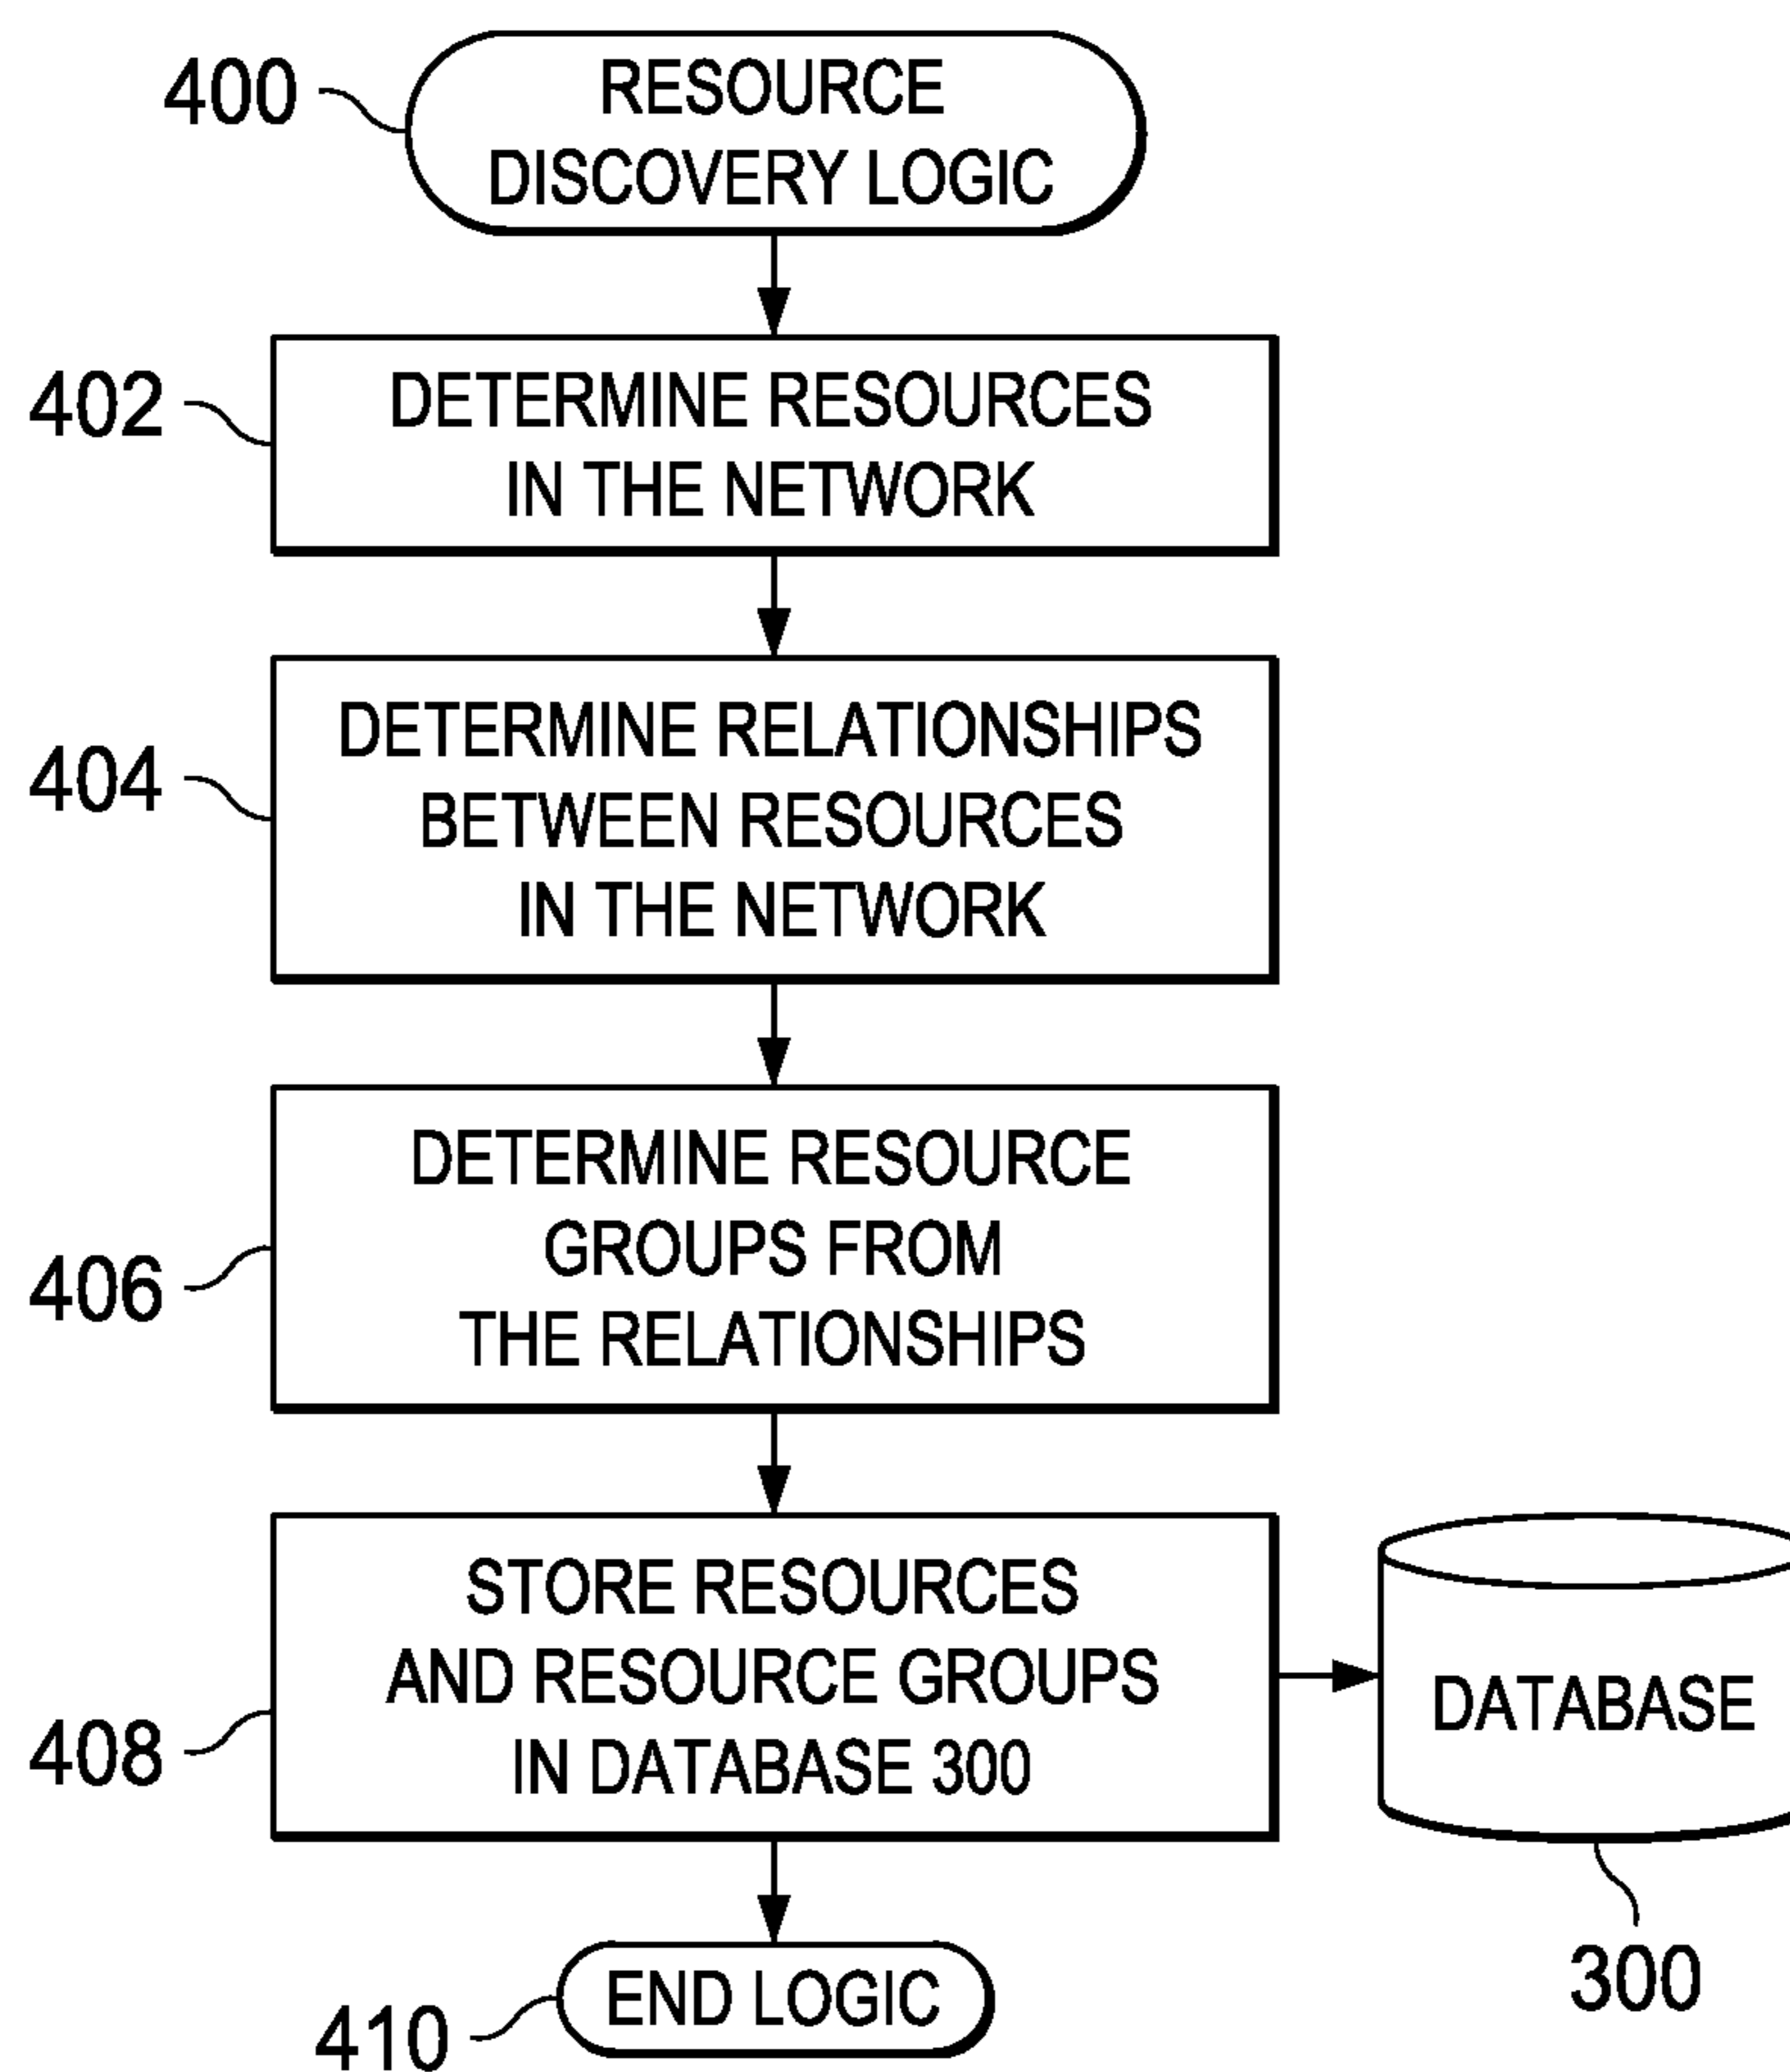 400
RESOURCE
DISCOVERY LOGIC
402
DETERMINE RESOURCES
IN THE NETWORK
404
DETERMINE RELATIONSHIPS
BETWEEN RESOURCES
IN THE NETWORK
406
DETERMINE RESOURCE
GROUPS FROM
THE RELATIONSHIPS
408
STORE RESOURCES
AND RESOURCE GROUPS
IN DATABASE 300
DATABASE
300
410
END LOGIC